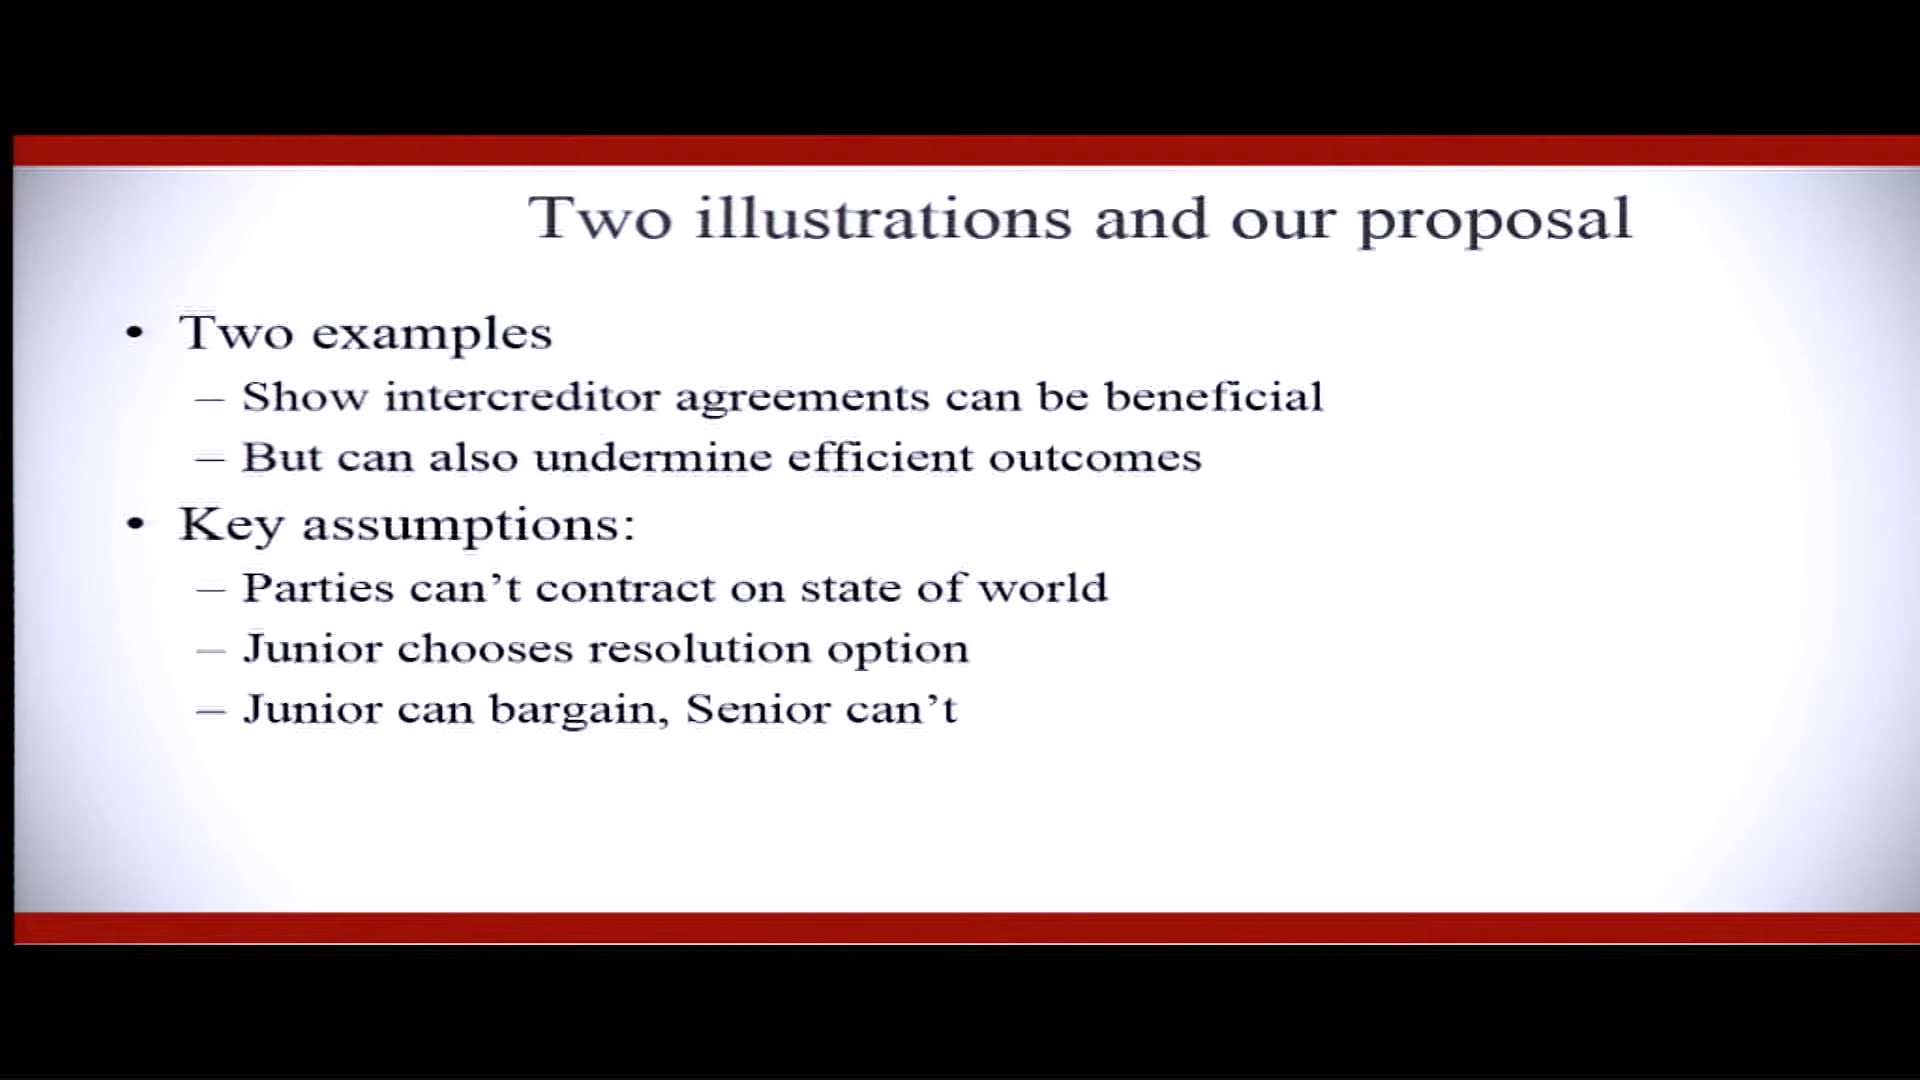 Two illustrations and our proposal
• Two examples
– Show intercreditor agreements can be beneficial
– But can also undermine efficient outcomes
• Key assumptions:
– Parties can’t contract on state of world
– Junior chooses resolution option
– Junior can bargain, Senior can’t